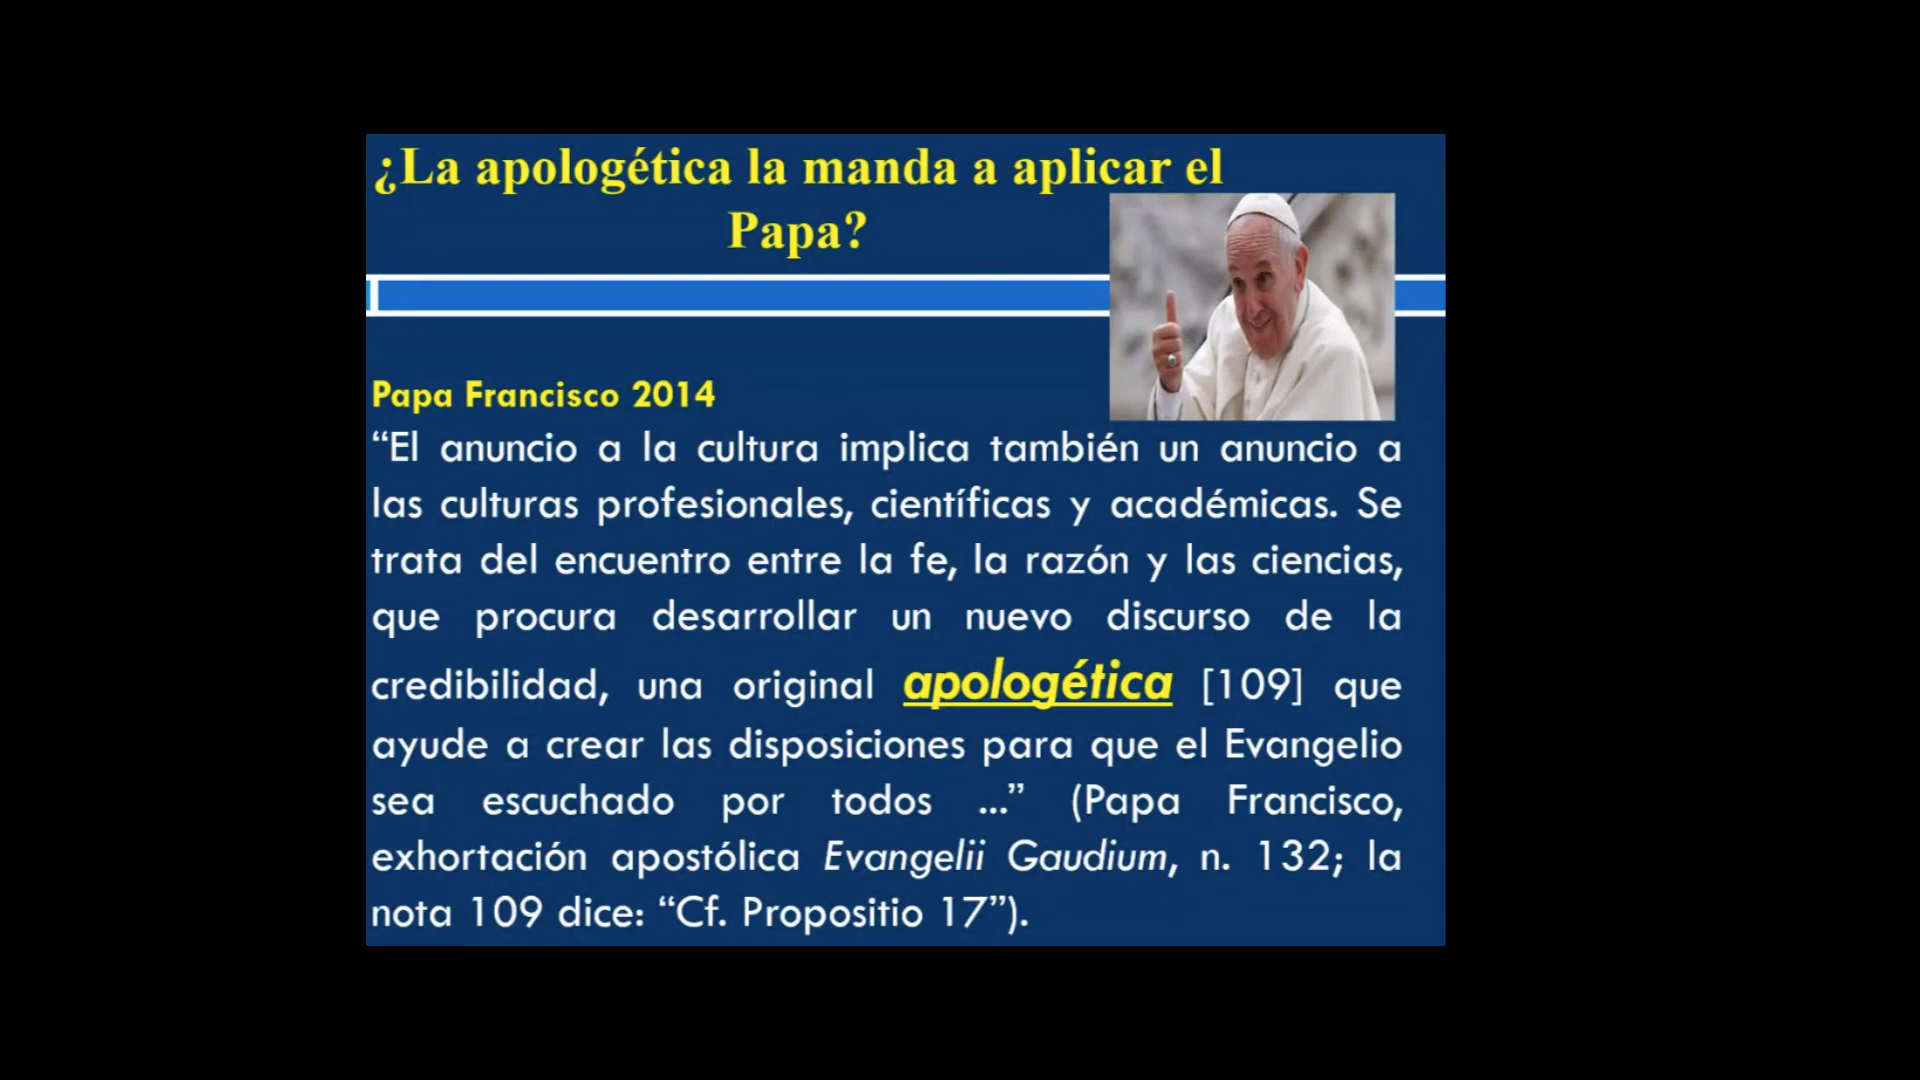 ¿La apologética la manda a aplicar el
Papa?
Papa Francisco 2014
“El anuncio a la cultura implica también un anuncio a
las culturas profesionales, científicas y académicas. Se
trata del encuentro entre la fe, la razón y las ciencias,
que procura desarrollar un nuevo discurso de la
credibilidad, una original apologética [109] que
ayude a crear las disposiciones para que el Evangelio
sea escuchado por todos ...” (Papa Francisco,
exhortación apostólica Evangelii Gaudium, n. 132; la
nota 109 dice: “Cf. Propositio 17”).